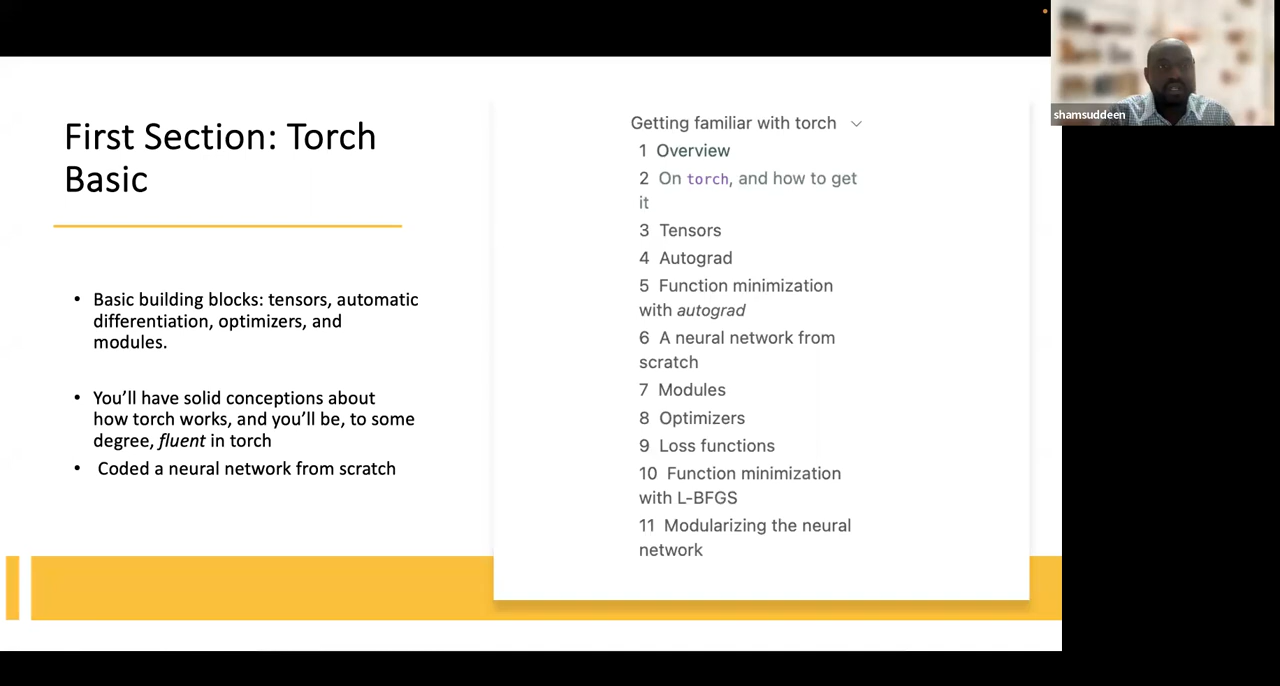 First Section: Torch
Basic
• Basic building blocks: tensors, automatic
differentiation, optimizers, and
modules.
• You’ll have solid conceptions about
how torch works, and you’ll be, to some
degree, fluent in torch
• Coded a neural network from scratch
Getting familiar with torch
1 Overview
2 On torch, and how to get
it
3 Tensors
4 Autograd
5 Function minimization
with autograd
6 A neural network from
scratch
7 Modules
8 Optimizers
9 Loss functions
10 Function minimization
with L-BFGS
11 Modularizing the neural
network
shamsuddeen